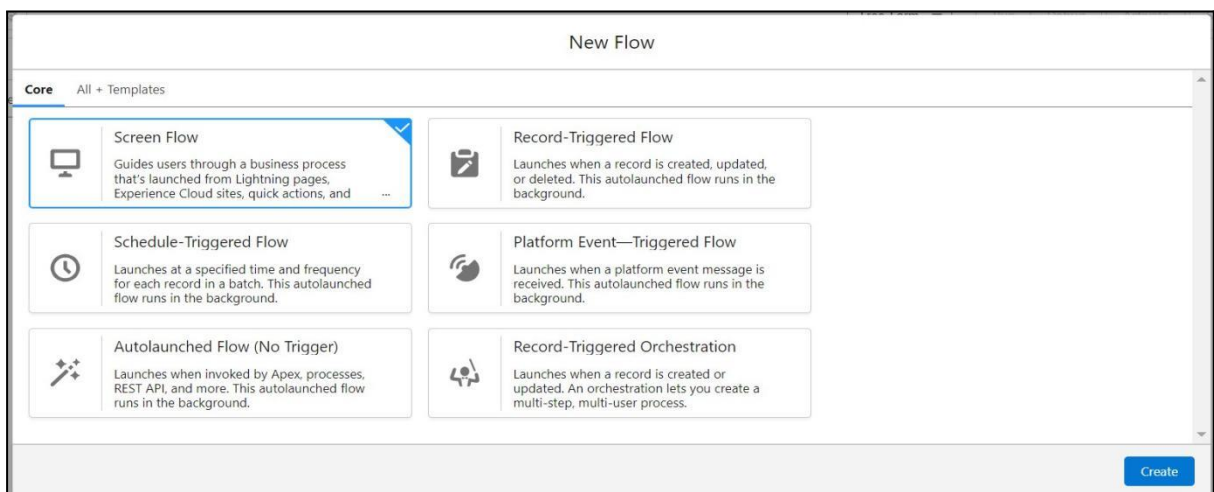 New Flow
Core All + Templates
Screen Flow
Guides users through a business process
that's launched from Lightning pages,
Experience Cloud sites, quick actions, and ...
Record-Triggered Flow
Launches when a record is created, updated,
or deleted. This autolaunched flow runs in the
background.
Schedule-Triggered Flow
Launches at a specified time and frequency
for each record in a batch. This autolaunched
flow runs in the background.
Platform Event—Triggered Flow
Launches when a platform event message is
received. This autolaunched flow runs in the
background.
Autolaunched Flow (No Trigger)
Launches when invoked by Apex, processes,
REST API, and more. This autolaunched flow
runs in the background.
Record-Triggered Orchestration
Launches when a record is created or
updated. An orchestration lets you create a
multi-step, multi-user process.
Create